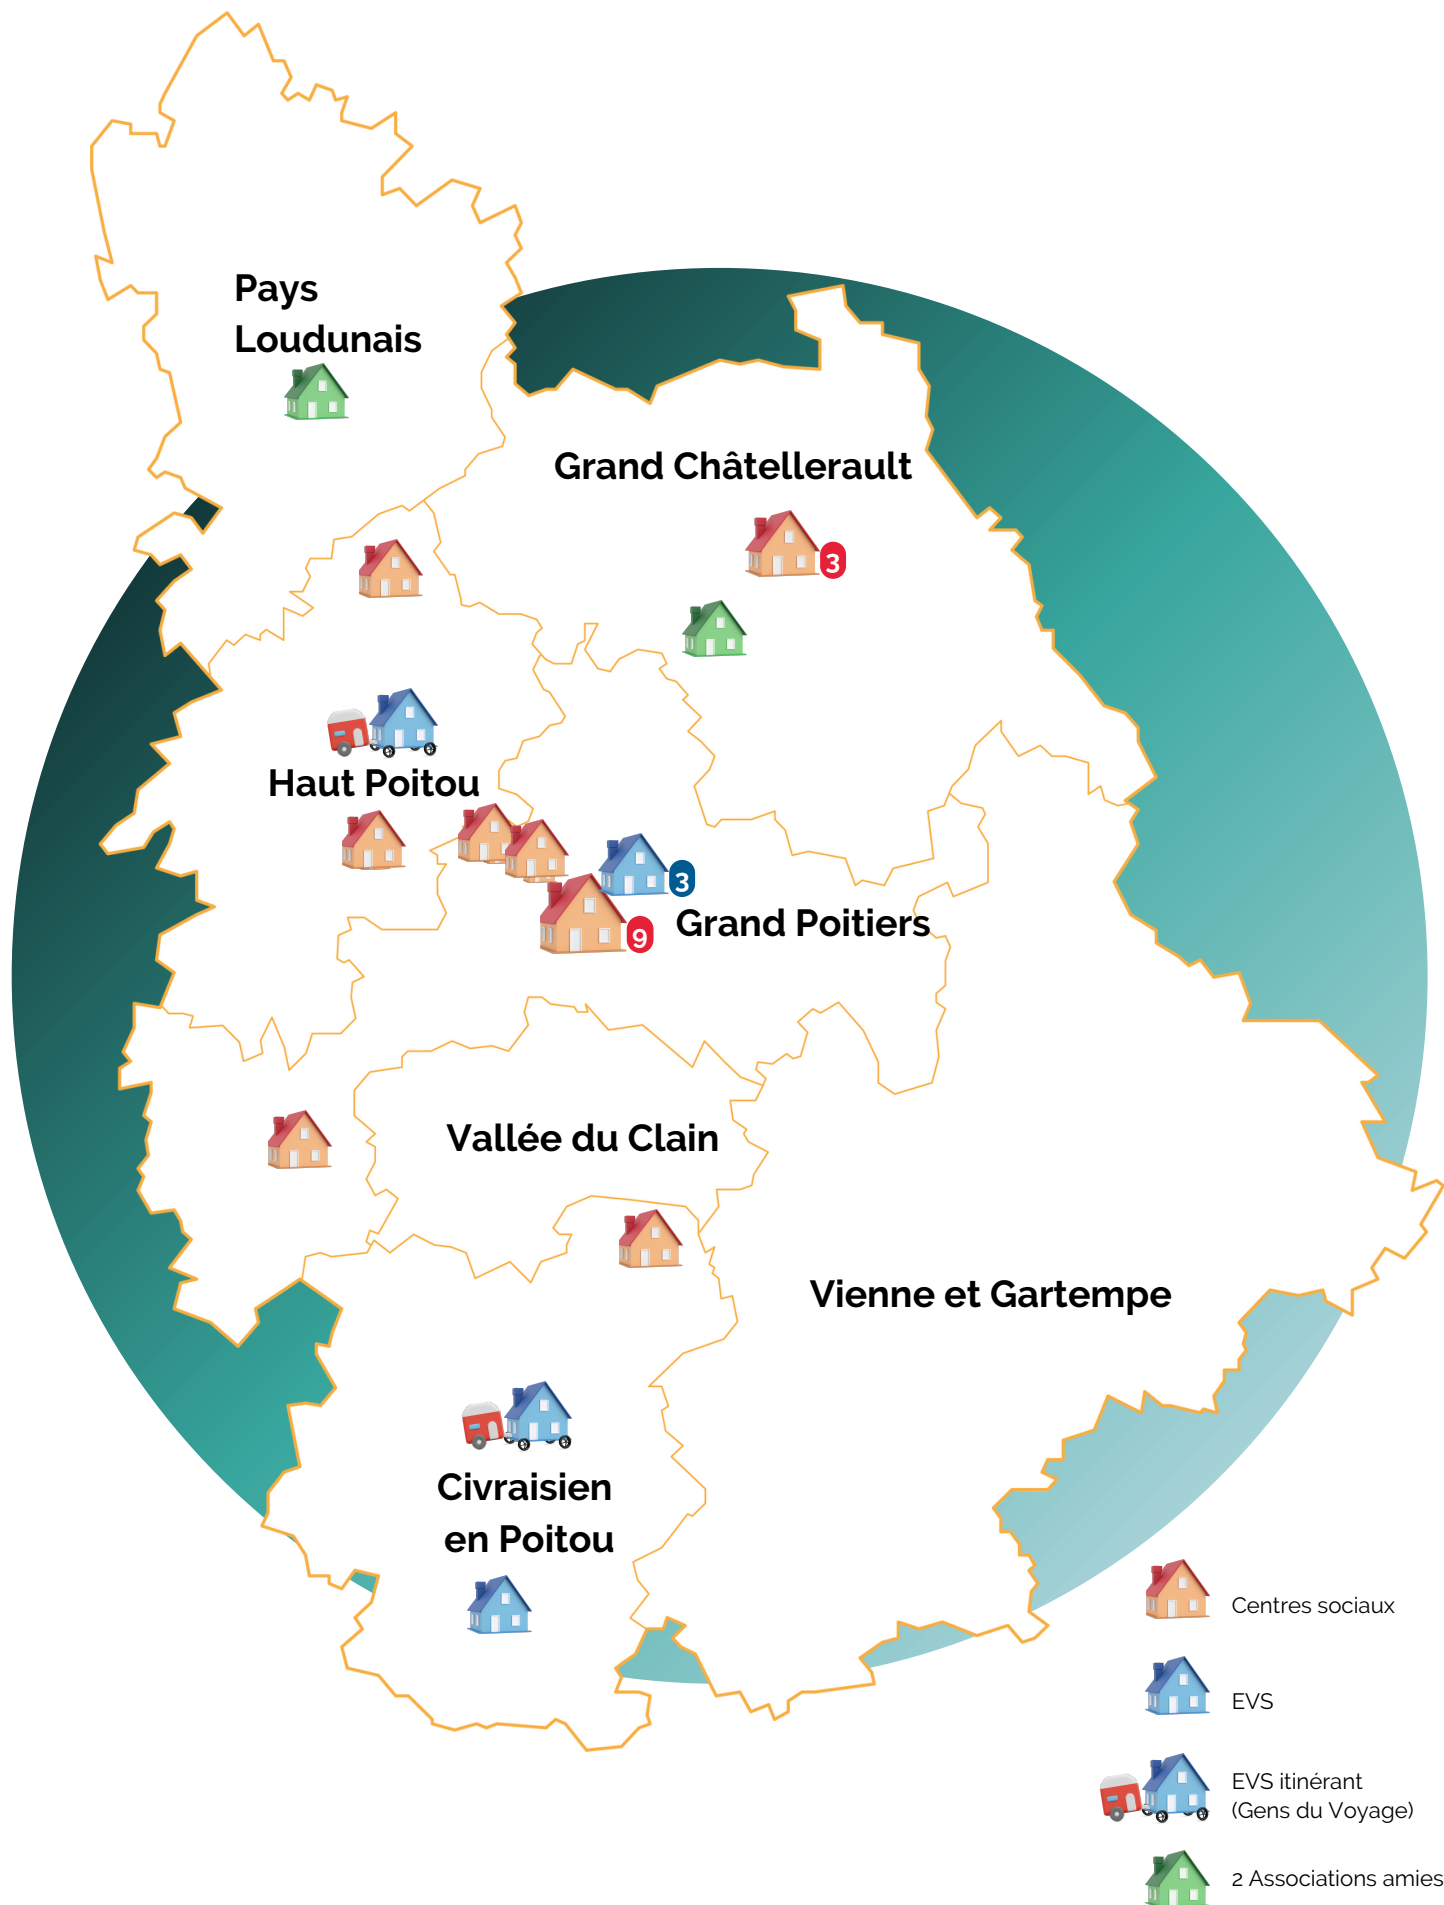 Pays
Loudunais
Grand Châtellerault
3
Haut Poitou
3
Grand Poitiers
9
Vallée du Clain
Vienne et Gartempe
Civraisien
en Poitou
Centres sociaux
EVS
EVS itinérant
(Gens du Voyage)
2 Associations amies